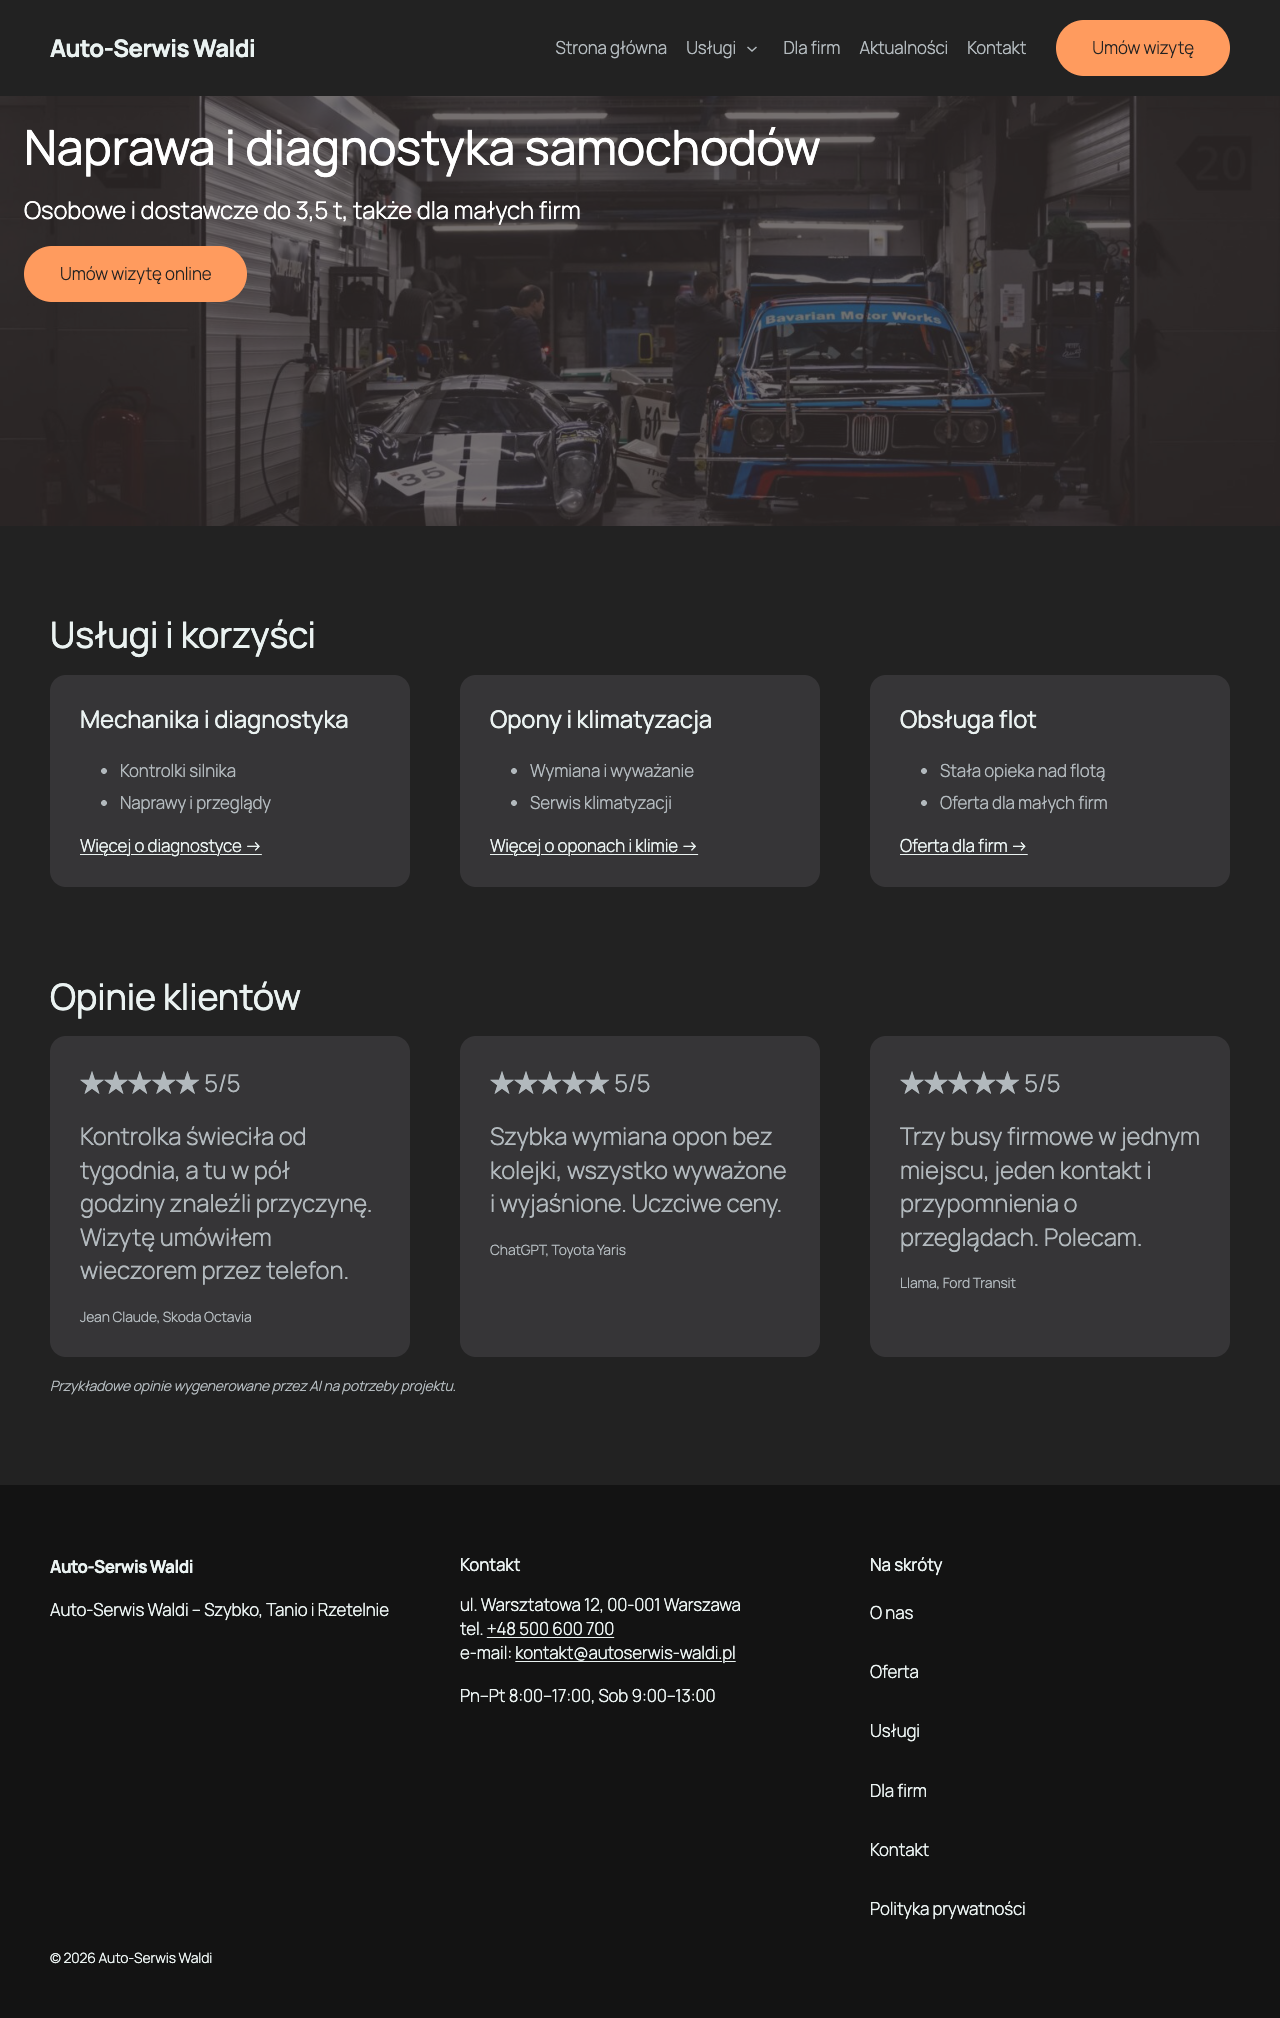 Auto-Serwis Waldi
Strona główna Usługi Dla firm Aktualności Kontakt Umów wizytę
Naprawa i diagnostyka samochodów
20
Osobowe i dostawcze do 3,5 t, także dla małych firm
Umów wizytę online
Bavarian Motor Works
35
Usługi i korzyści
Mechanika i diagnostyka
• Kontrolki silnika
• Naprawy i przeglądy
Więcej o diagnostyce →
Opony i klimatyzacja
• Wymiana i wyważanie
• Serwis klimatyzacji
Więcej o oponach i klimie →
Obsługa flot
• Stała opieka nad flotą
• Oferta dla małych firm
Oferta dla firm →
Opinie klientów
★★★★★ 5/5
Kontrolka świeciła od
tygodnia, a tu w pół
godziny znaleźli przyczynę.
Wizytę umówiłem
wieczorem przez telefon.
Jean Claude, Skoda Octavia
★★★★★ 5/5
Szybka wymiana opon bez
kolejki, wszystko wyważone
i wyjaśnione. Uczciwe ceny.
ChatGPT, Toyota Yaris
★★★★★ 5/5
Trzy busy firmowe w jednym
miejscu, jeden kontakt i
przypomnienia o
przeglądach. Polecam.
Llama, Ford Transit
Przykładowe opinie wygenerowane przez AI na potrzeby projektu.
Auto-Serwis Waldi
Auto-Serwis Waldi – Szybko, Tanio i Rzetelnie
Kontakt
ul. Warsztatowa 12, 00-001 Warszawa
tel. +48 500 600 700
e-mail: kontakt@autoserwis-waldi.pl
Pn–Pt 8:00–17:00, Sob 9:00–13:00
Na skróty
O nas
Oferta
Usługi
Dla firm
Kontakt
Polityka prywatności
© 2026 Auto-Serwis Waldi